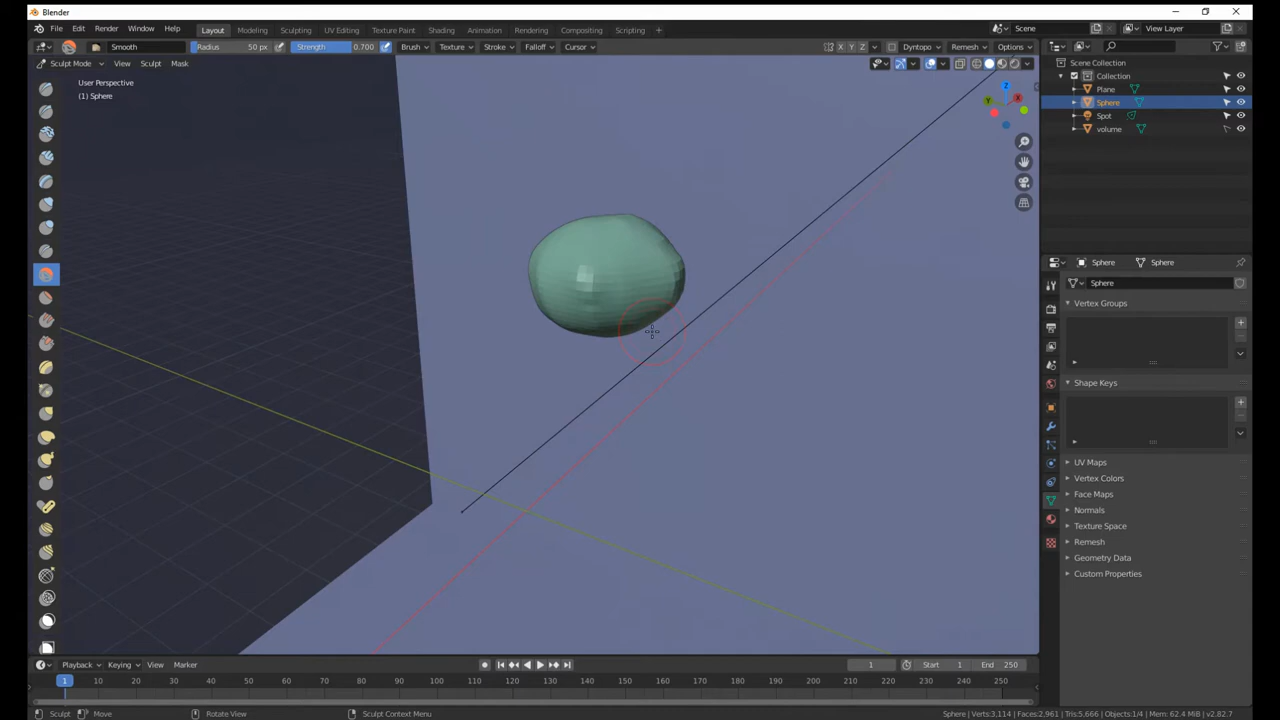 Blender
File Edit Render Window Help Layout Modeling Sculpting UV Editing Texture Paint Shading Animation Rendering Compositing Scripting + Scene View Layer
Smooth Radius 50 px Strength 0.700 Brush Texture Stroke Falloff Cursor X Y Z Dyntopo Remesh Options
Sculpt Mode View Sculpt Mask
Scene Collection
Collection
Plane
Sphere
Spot
volume
User Perspective
(1) Sphere
Z
Y X
Sphere Sphere
Sphere
Vertex Groups
Shape Keys
UV Maps
Vertex Colors
Face Maps
Normals
Texture Space
Remesh
Geometry Data
Custom Properties
Playback Keying View Marker 1 Start 1 End 250
1 10 20 30 40 50 60 70 80 90 100 110 120 130 140 150 160 170 180 190 200 210 220 230 240 250
Sculpt Move Rotate View Sculpt Context Menu Sphere | Verts:3,114 | Faces:2,961 | Tris:5,666 | Objects:1/4 | Mem: 62.4 MiB | v2.82.7